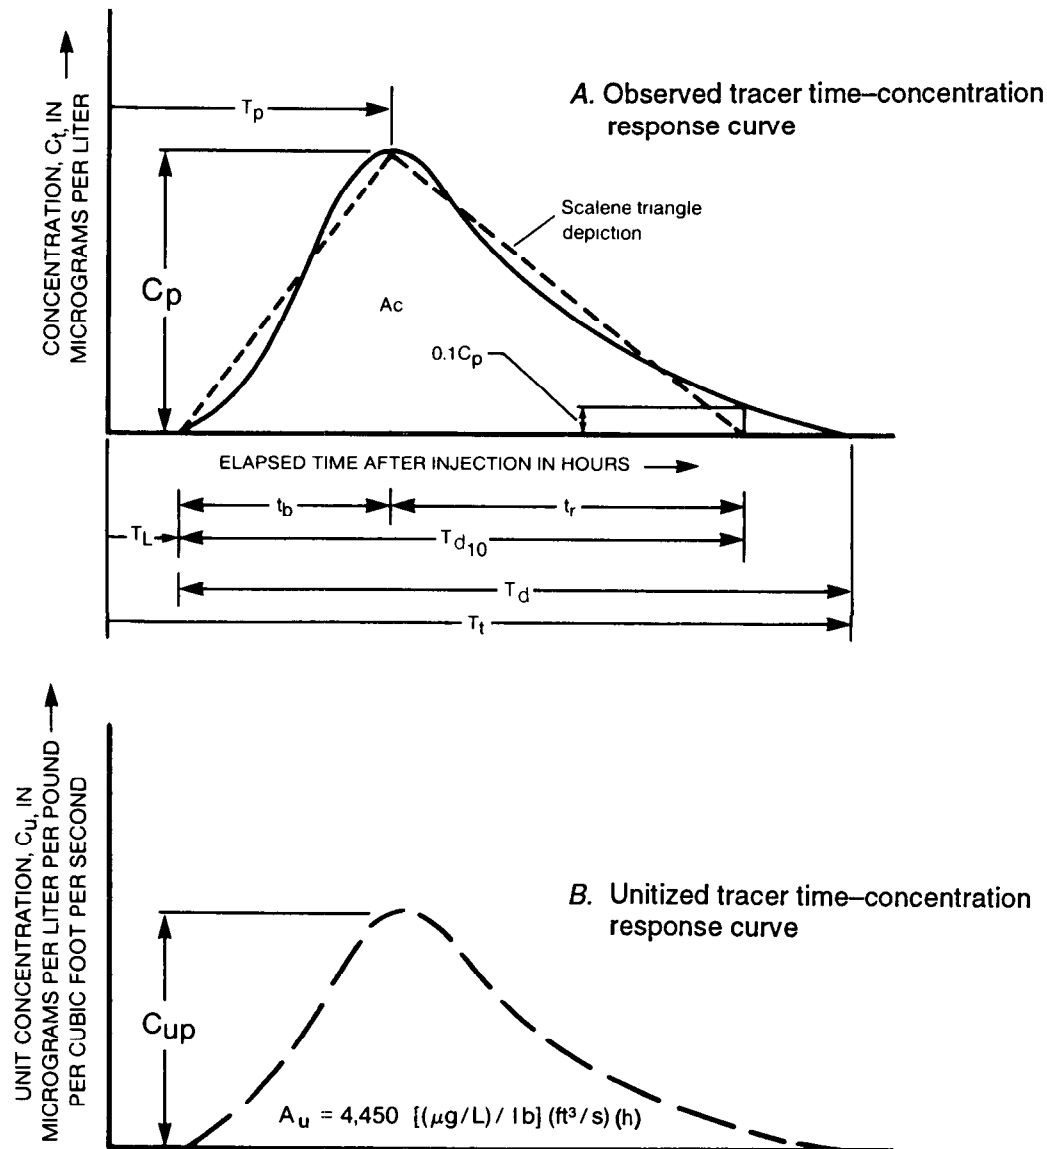 CONCENTRATION, Ct, IN
MICROGRAMS PER LITER
Tp
A. Observed tracer time–concentration
response curve
Scalene triangle
depiction
Cp
Ac
0.1Cp
ELAPSED TIME AFTER INJECTION IN HOURS
tb
tr
TL
Td10
Td
Tt
UNIT CONCENTRATION, Cu, IN
MICROGRAMS PER LITER PER POUND
PER CUBIC FOOT PER SECOND
B. Unitized tracer time–concentration
response curve
Cup
Au = 4,450 [(μg/L) / lb] (ft³/s) (h)